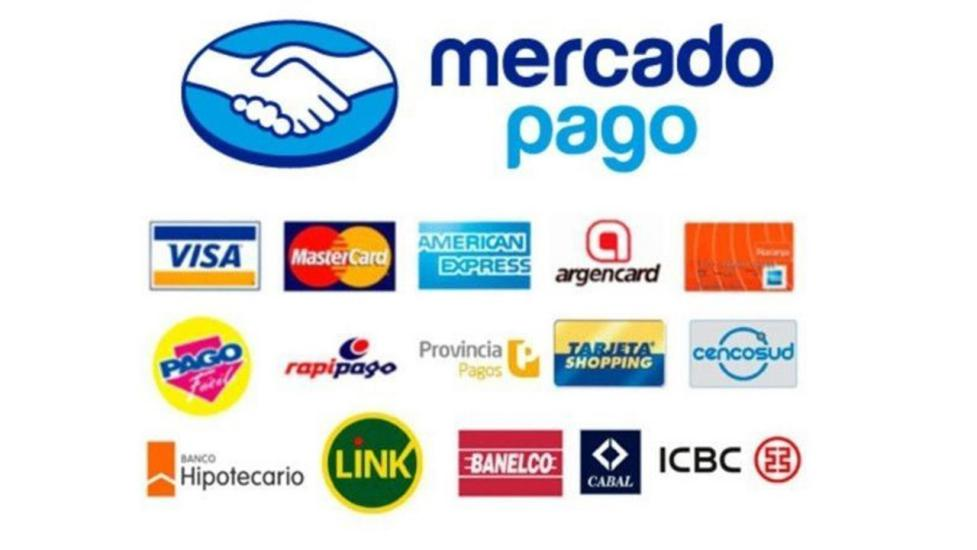 mercado
pago
VISA
MasterCard
AMERICAN
EXPRESS
argencard
Naranja
PAGO
Fácil
rapipago
Provincia
Pagos
TARJETA
SHOPPING
cencosud
BANCO
Hipotecario
LINK
BANELCO
CABAL
ICBC